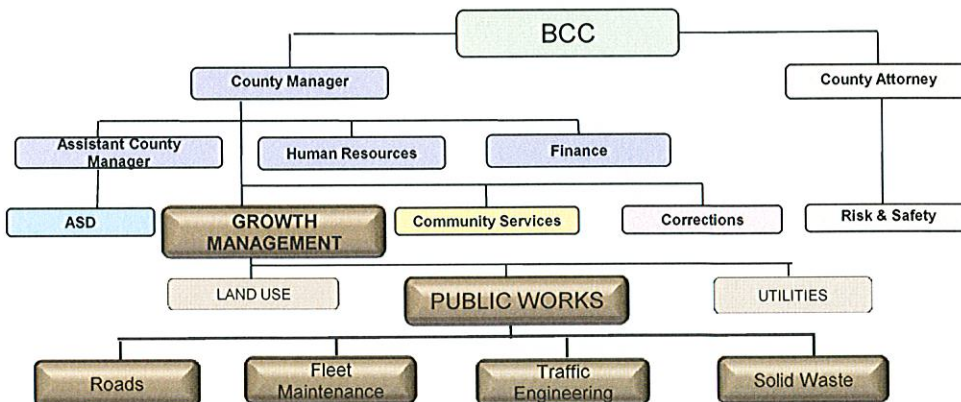 BCC
County Manager
County Attorney
Assistant County
Manager
Human Resources
Finance
ASD
GROWTH
MANAGEMENT
Community Services
Corrections
Risk & Safety
LAND USE
PUBLIC WORKS
UTILITIES
Roads
Fleet
Maintenance
Traffic
Engineering
Solid Waste